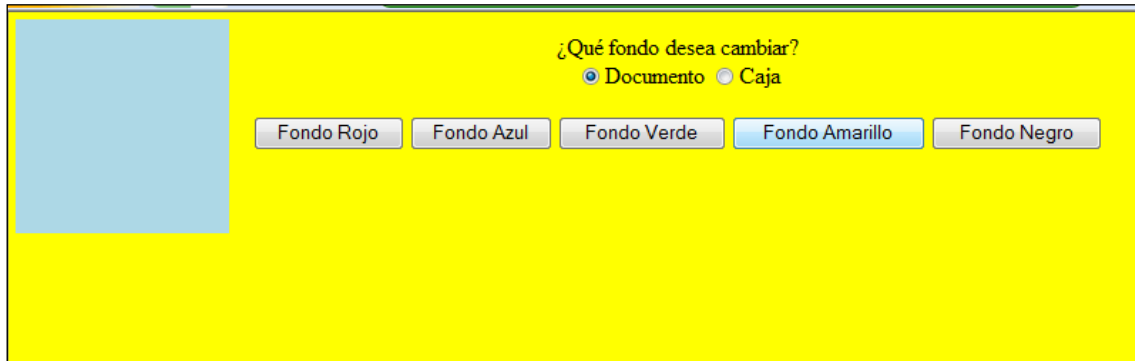 ¿Qué fondo desea cambiar?
Documento Caja
Fondo Rojo Fondo Azul Fondo Verde Fondo Amarillo Fondo Negro